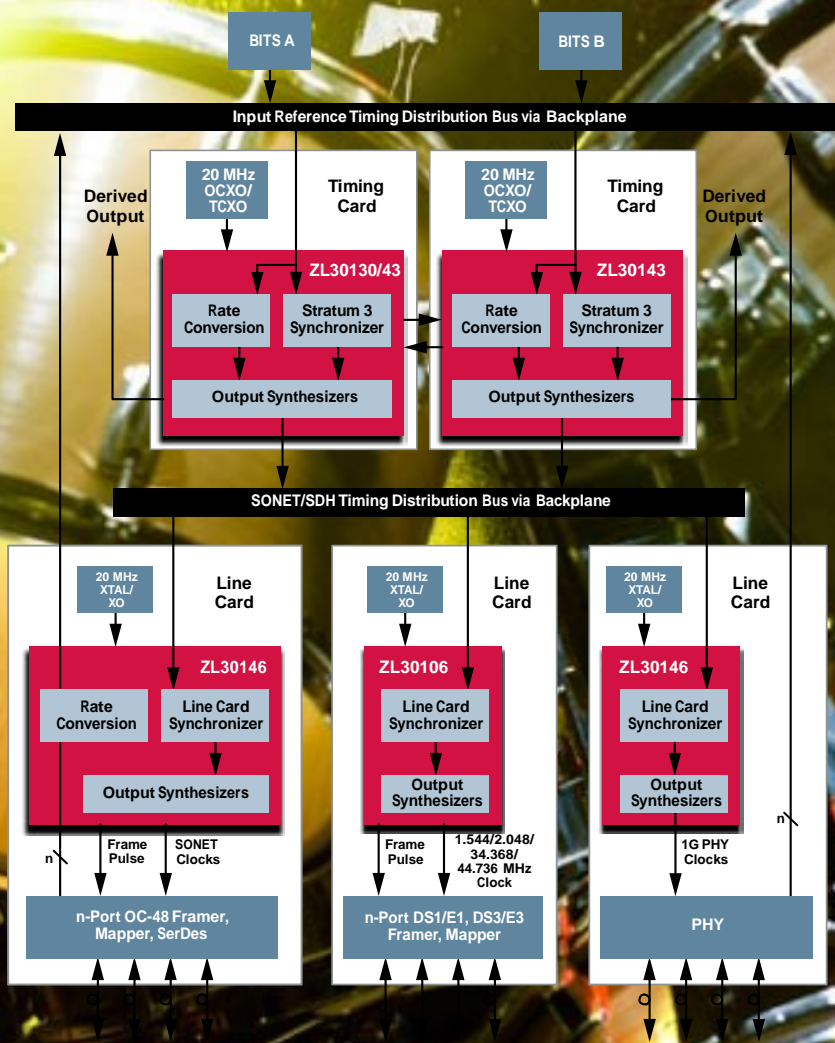 BITS A
BITS B
Input Reference Timing Distribution Bus via Backplane
Derived
Output
20 MHz
OCXO/
TCXO
Timing
Card
ZL30130/43
Rate
Conversion
Stratum 3
Synchronizer
Output Synthesizers
20 MHz
OCXO/
TCXO
Timing
Card
ZL30143
Rate
Conversion
Stratum 3
Synchronizer
Output Synthesizers
Derived
Output
SONET/SDH Timing Distribution Bus via Backplane
20 MHz
XTAL/
XO
Line
Card
ZL30146
Rate
Conversion
Line Card
Synchronizer
Output Synthesizers
n
Frame
Pulse
SONET
Clocks
n-Port OC-48 Framer,
Mapper, SerDes
20 MHz
XTAL/
XO
Line
Card
ZL30106
Line Card
Synchronizer
Output
Synthesizers
Frame
Pulse
1.544/2.048/
34.368/
44.736 MHz
Clock
n-Port DS1/E1, DS3/E3
Framer, Mapper
20 MHz
XTAL/
XO
Line
Card
ZL30146
Line Card
Synchronizer
Output
Synthesizers
1G PHY
Clocks
n
PHY